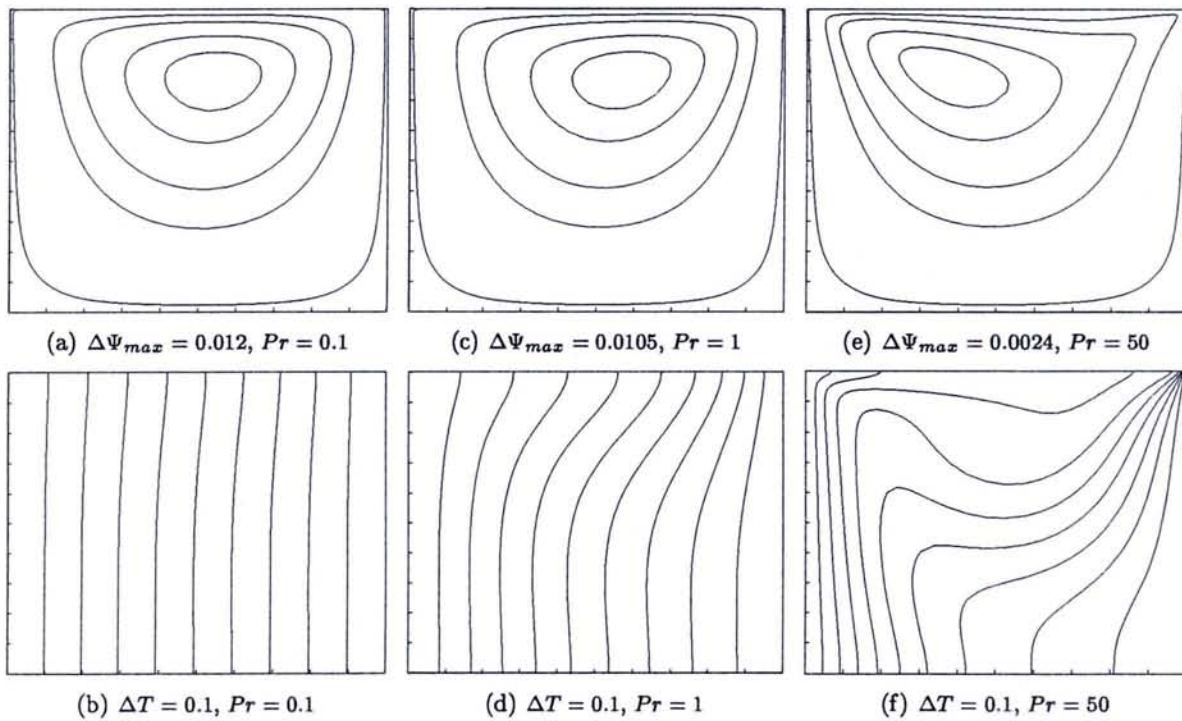 (a) ΔΨ_max = 0.012, Pr = 0.1
(c) ΔΨ_max = 0.0105, Pr = 1
(e) ΔΨ_max = 0.0024, Pr = 50
(b) ΔT = 0.1, Pr = 0.1
(d) ΔT = 0.1, Pr = 1
(f) ΔT = 0.1, Pr = 50